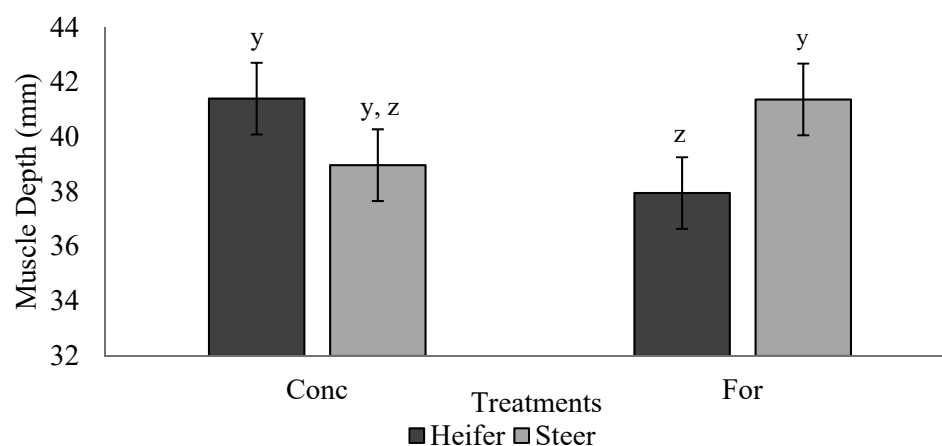 Muscle Depth (mm)
44
42
40
38
36
34
32
y
y, z
z
y
Conc
For
Treatments
Heifer
Steer